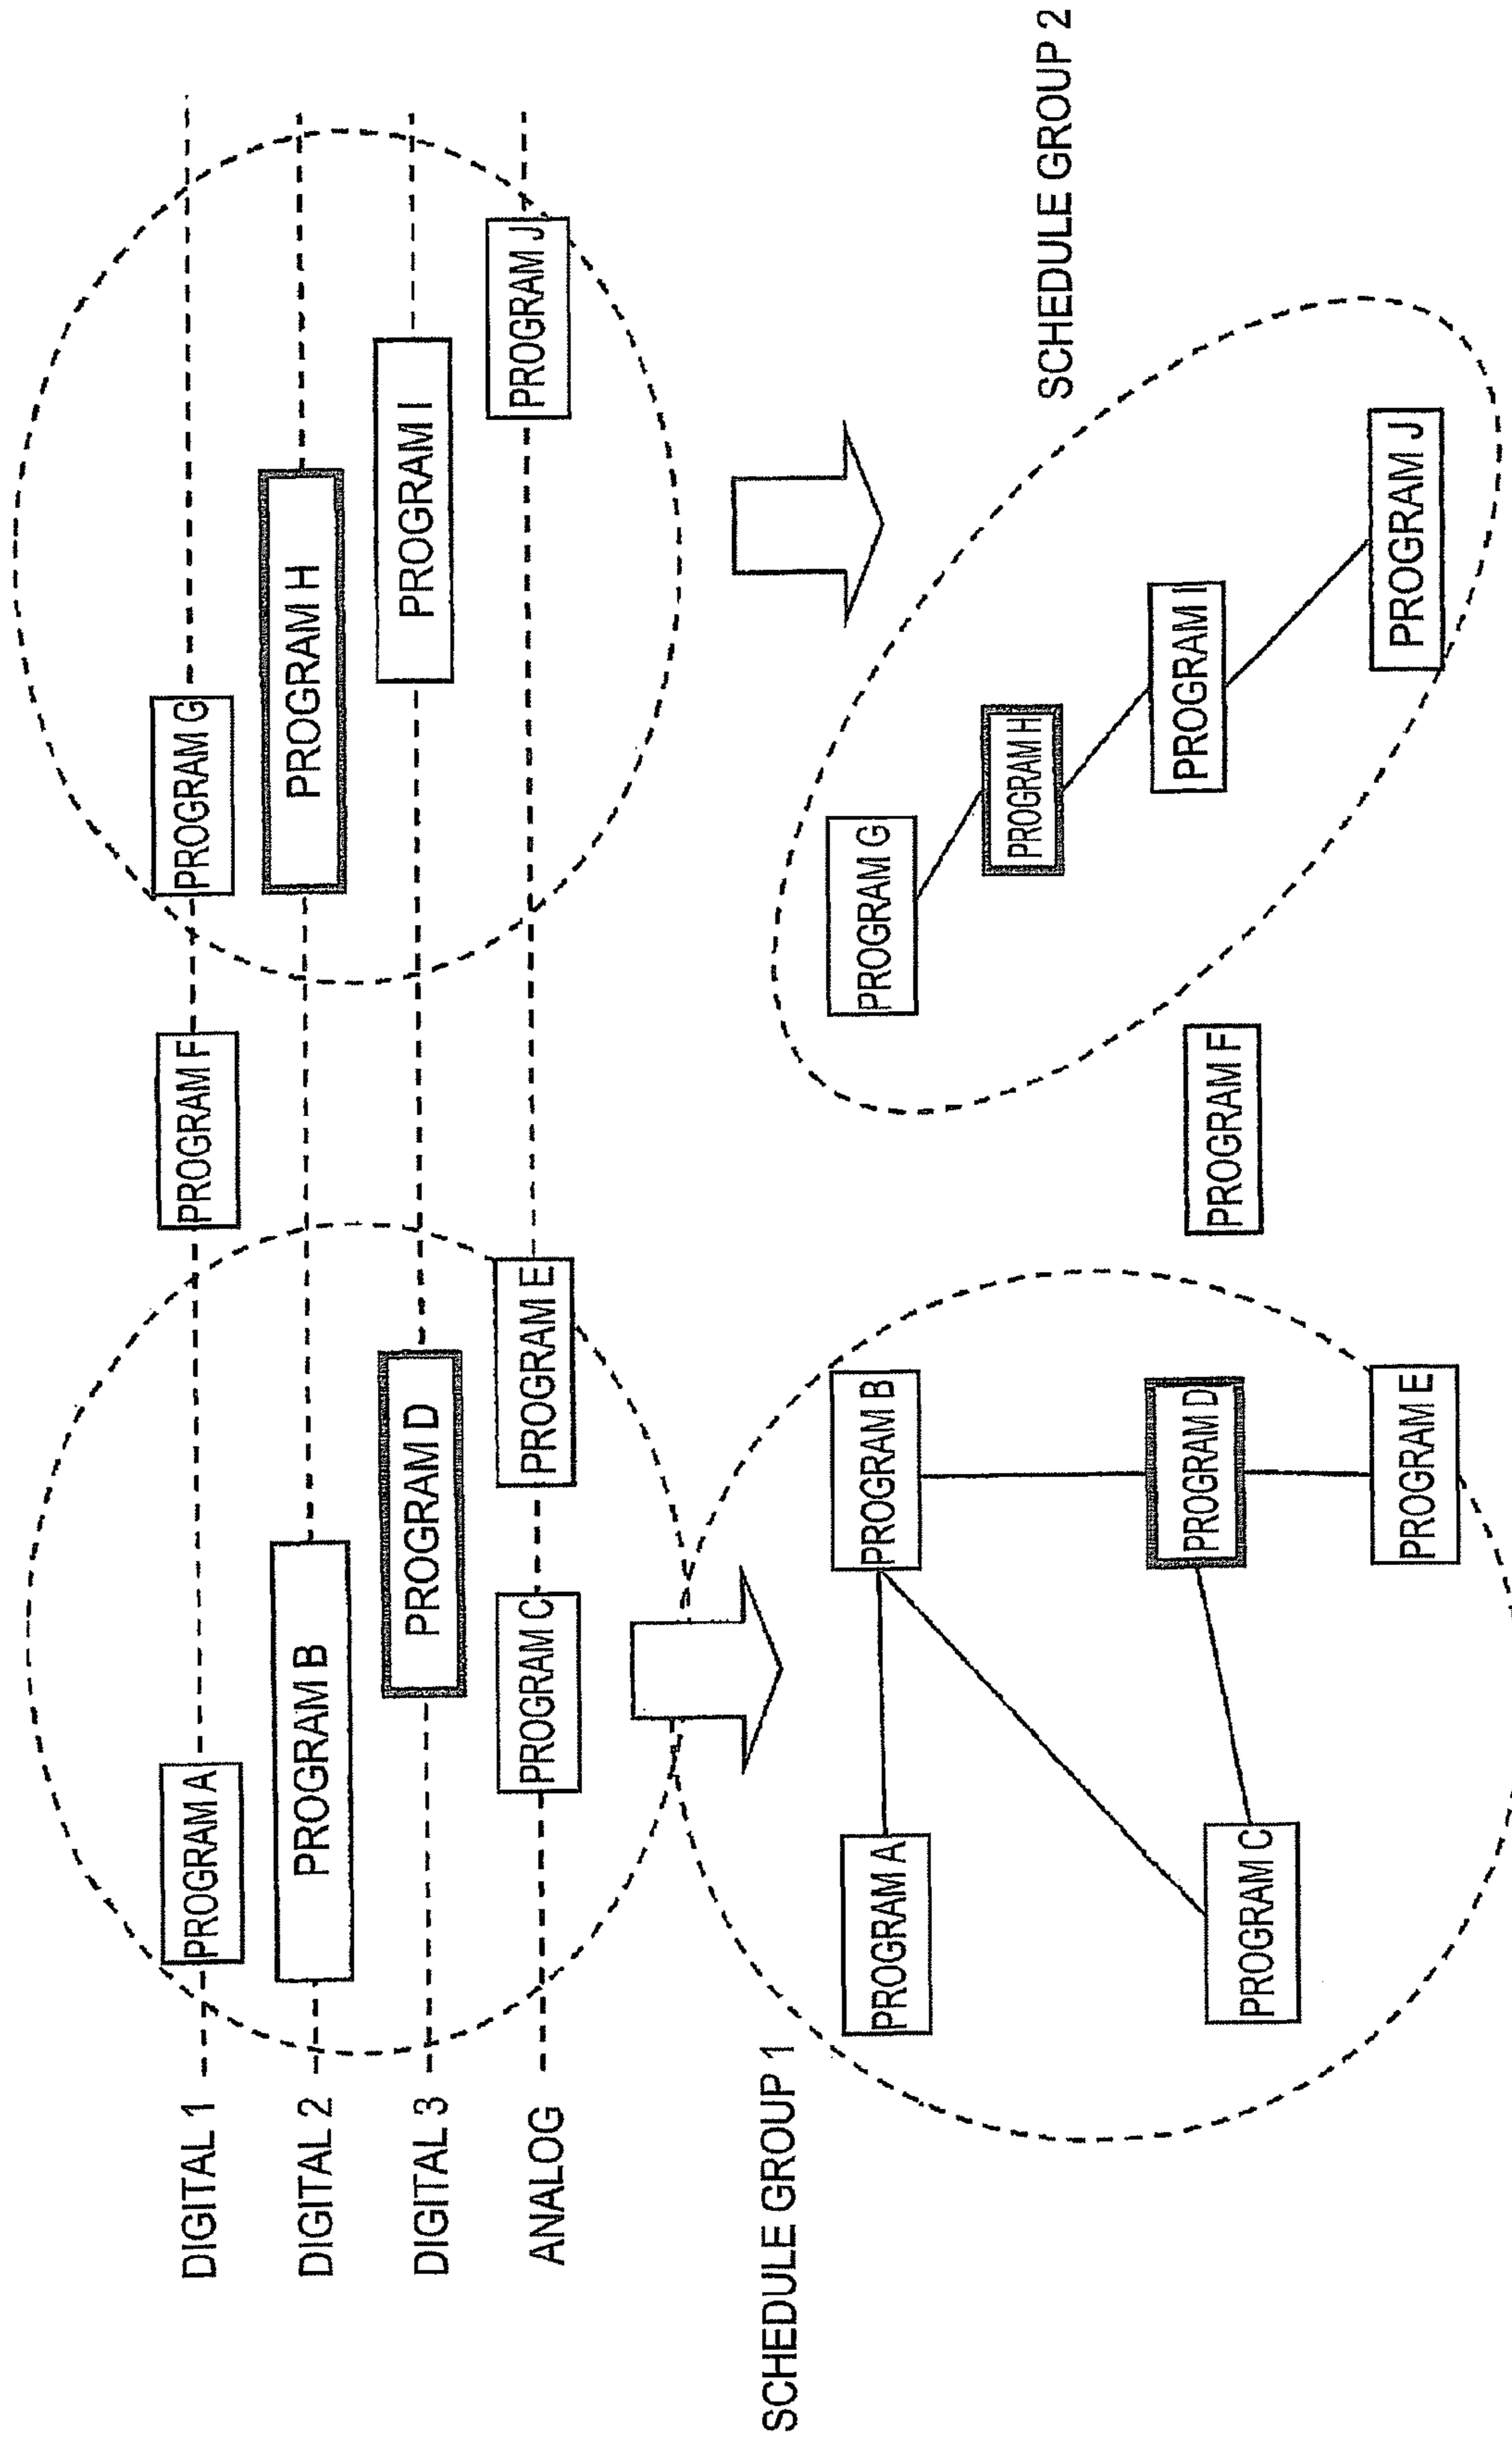 DIGITAL 1
PROGRAM A
PROGRAM F
PROGRAM G
DIGITAL 2
PROGRAM B
PROGRAM H
DIGITAL 3
PROGRAM D
PROGRAM I
ANALOG
PROGRAM C
PROGRAM E
PROGRAM J
SCHEDULE GROUP 1
PROGRAM A
PROGRAM B
PROGRAM C
PROGRAM D
PROGRAM E
PROGRAM F
SCHEDULE GROUP 2
PROGRAM G
PROGRAM H
PROGRAM I
PROGRAM J